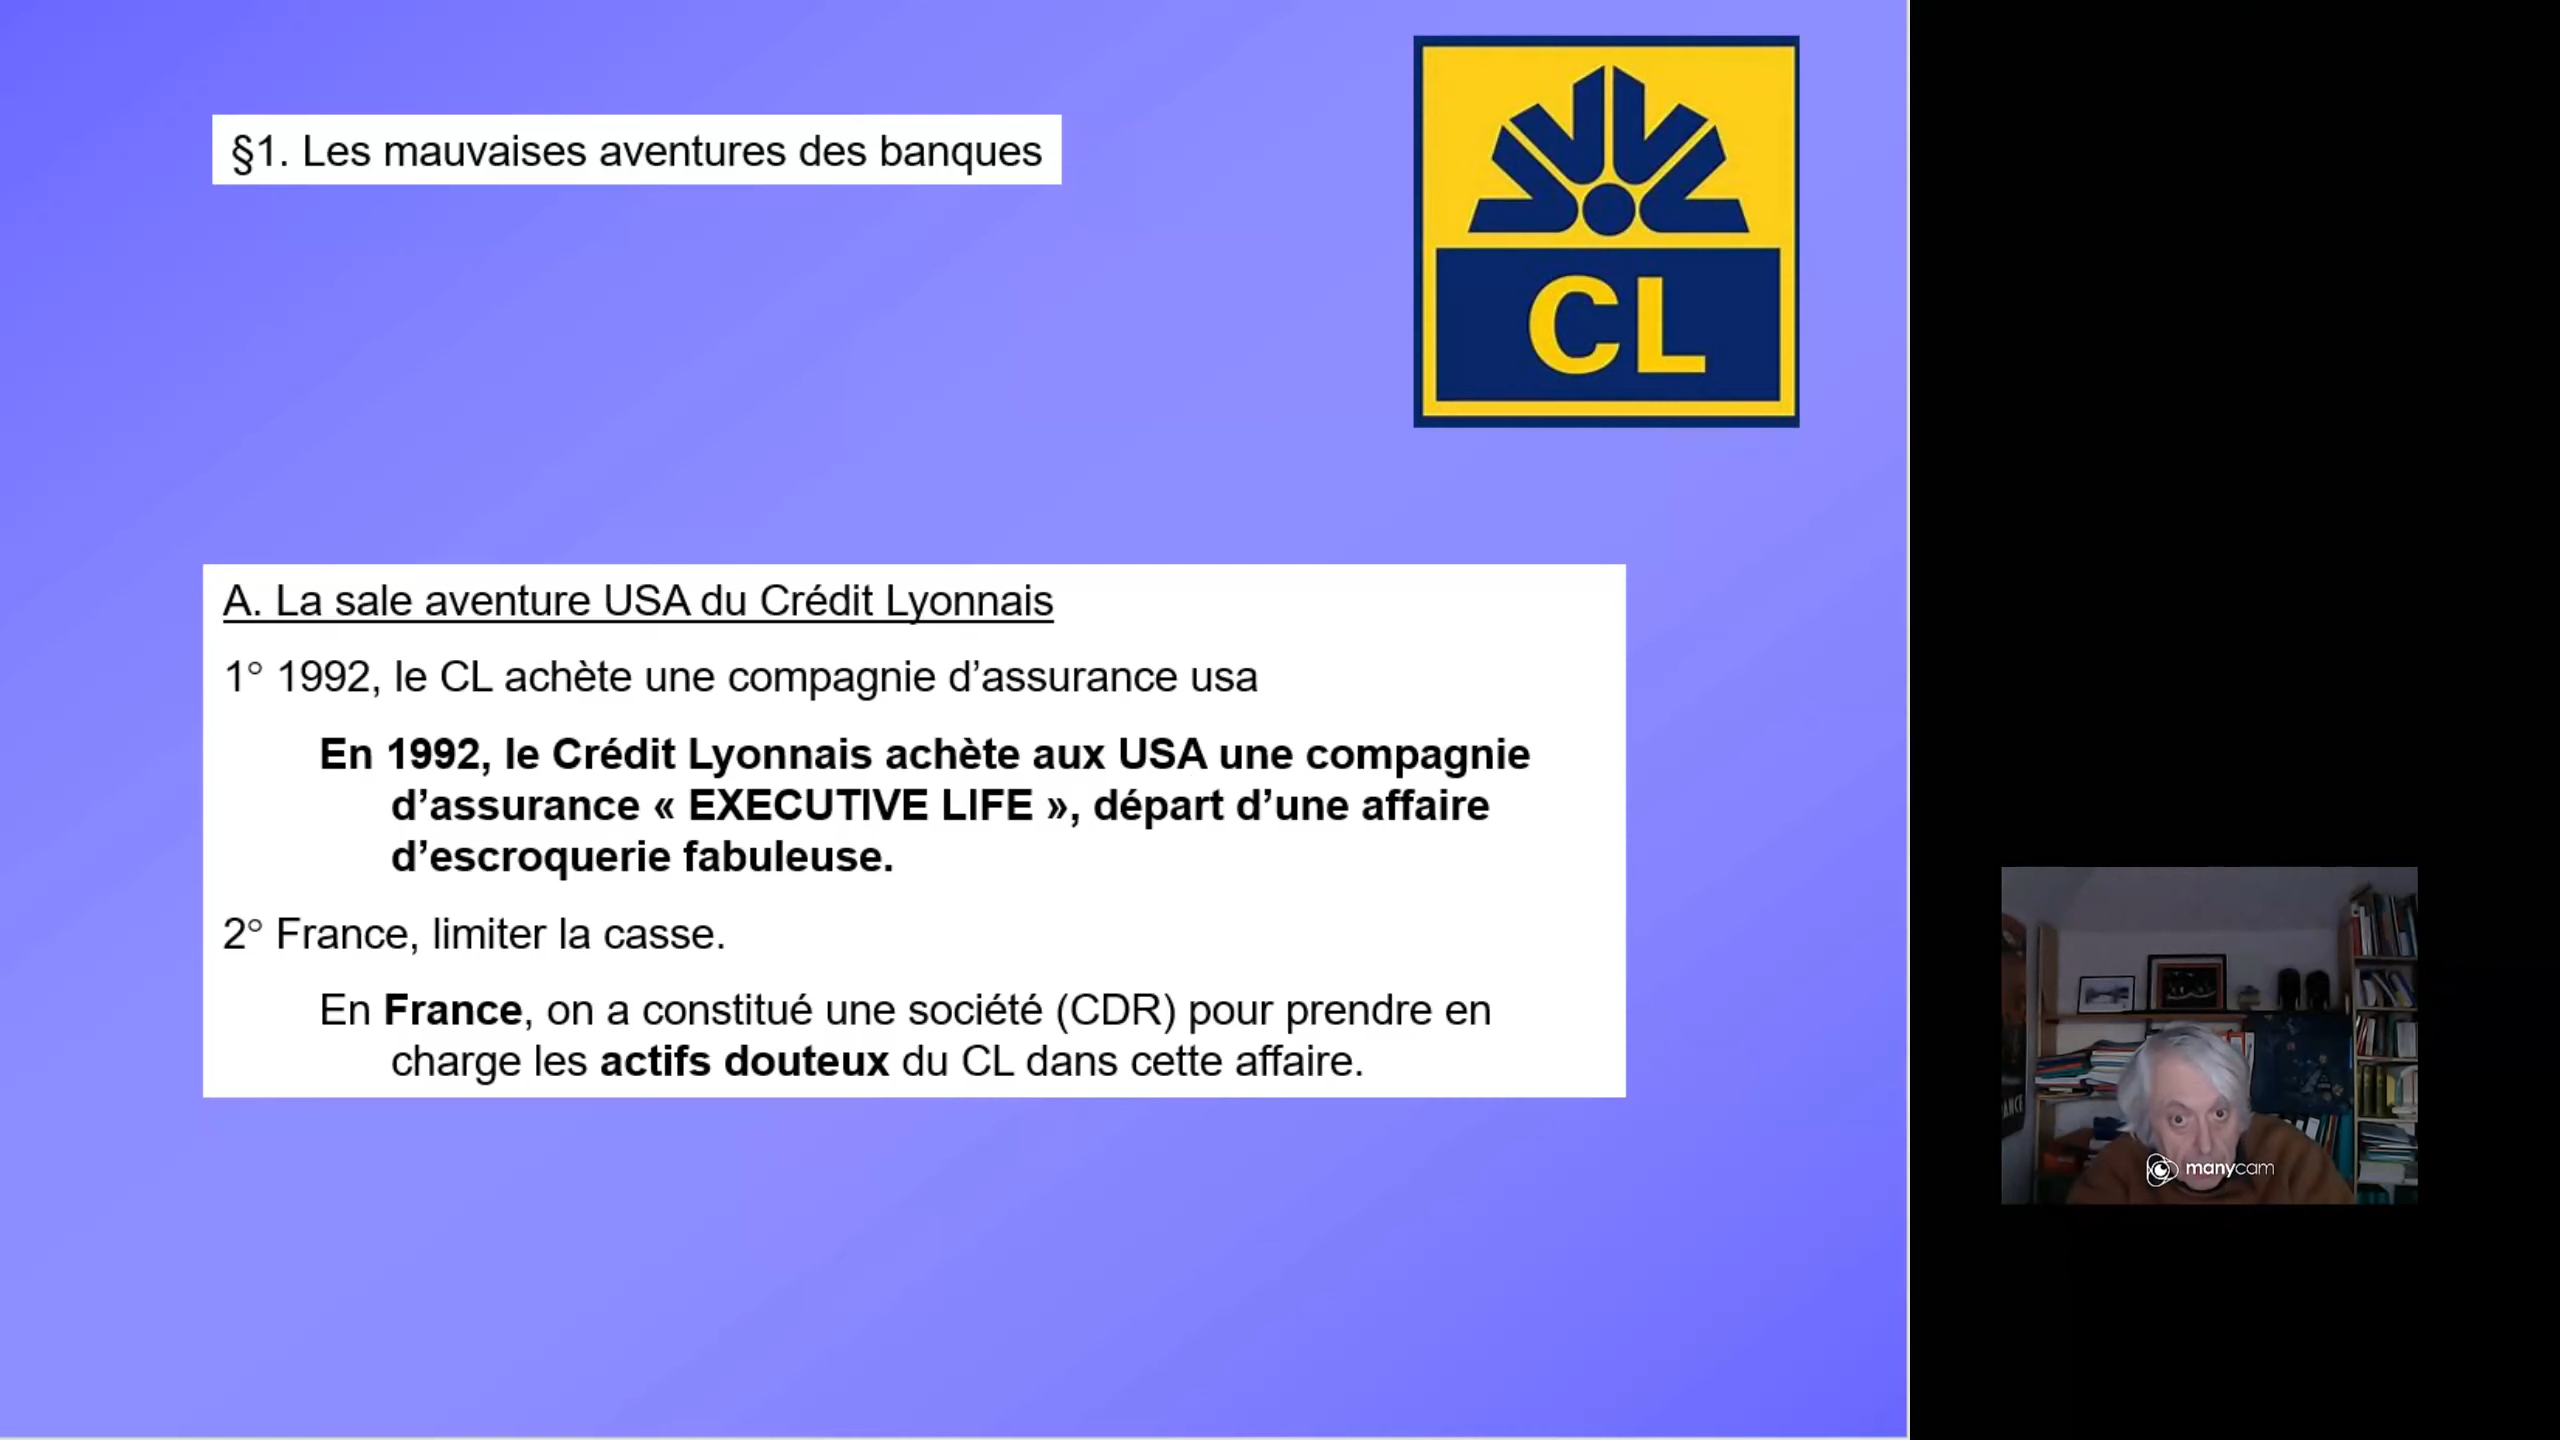 §1. Les mauvaises aventures des banques
CL
A. La sale aventure USA du Crédit Lyonnais
1° 1992, le CL achète une compagnie d’assurance usa
En 1992, le Crédit Lyonnais achète aux USA une compagnie
d’assurance « EXECUTIVE LIFE », départ d’une affaire
d’escroquerie fabuleuse.
2° France, limiter la casse.
En France, on a constitué une société (CDR) pour prendre en
charge les actifs douteux du CL dans cette affaire.
manycam